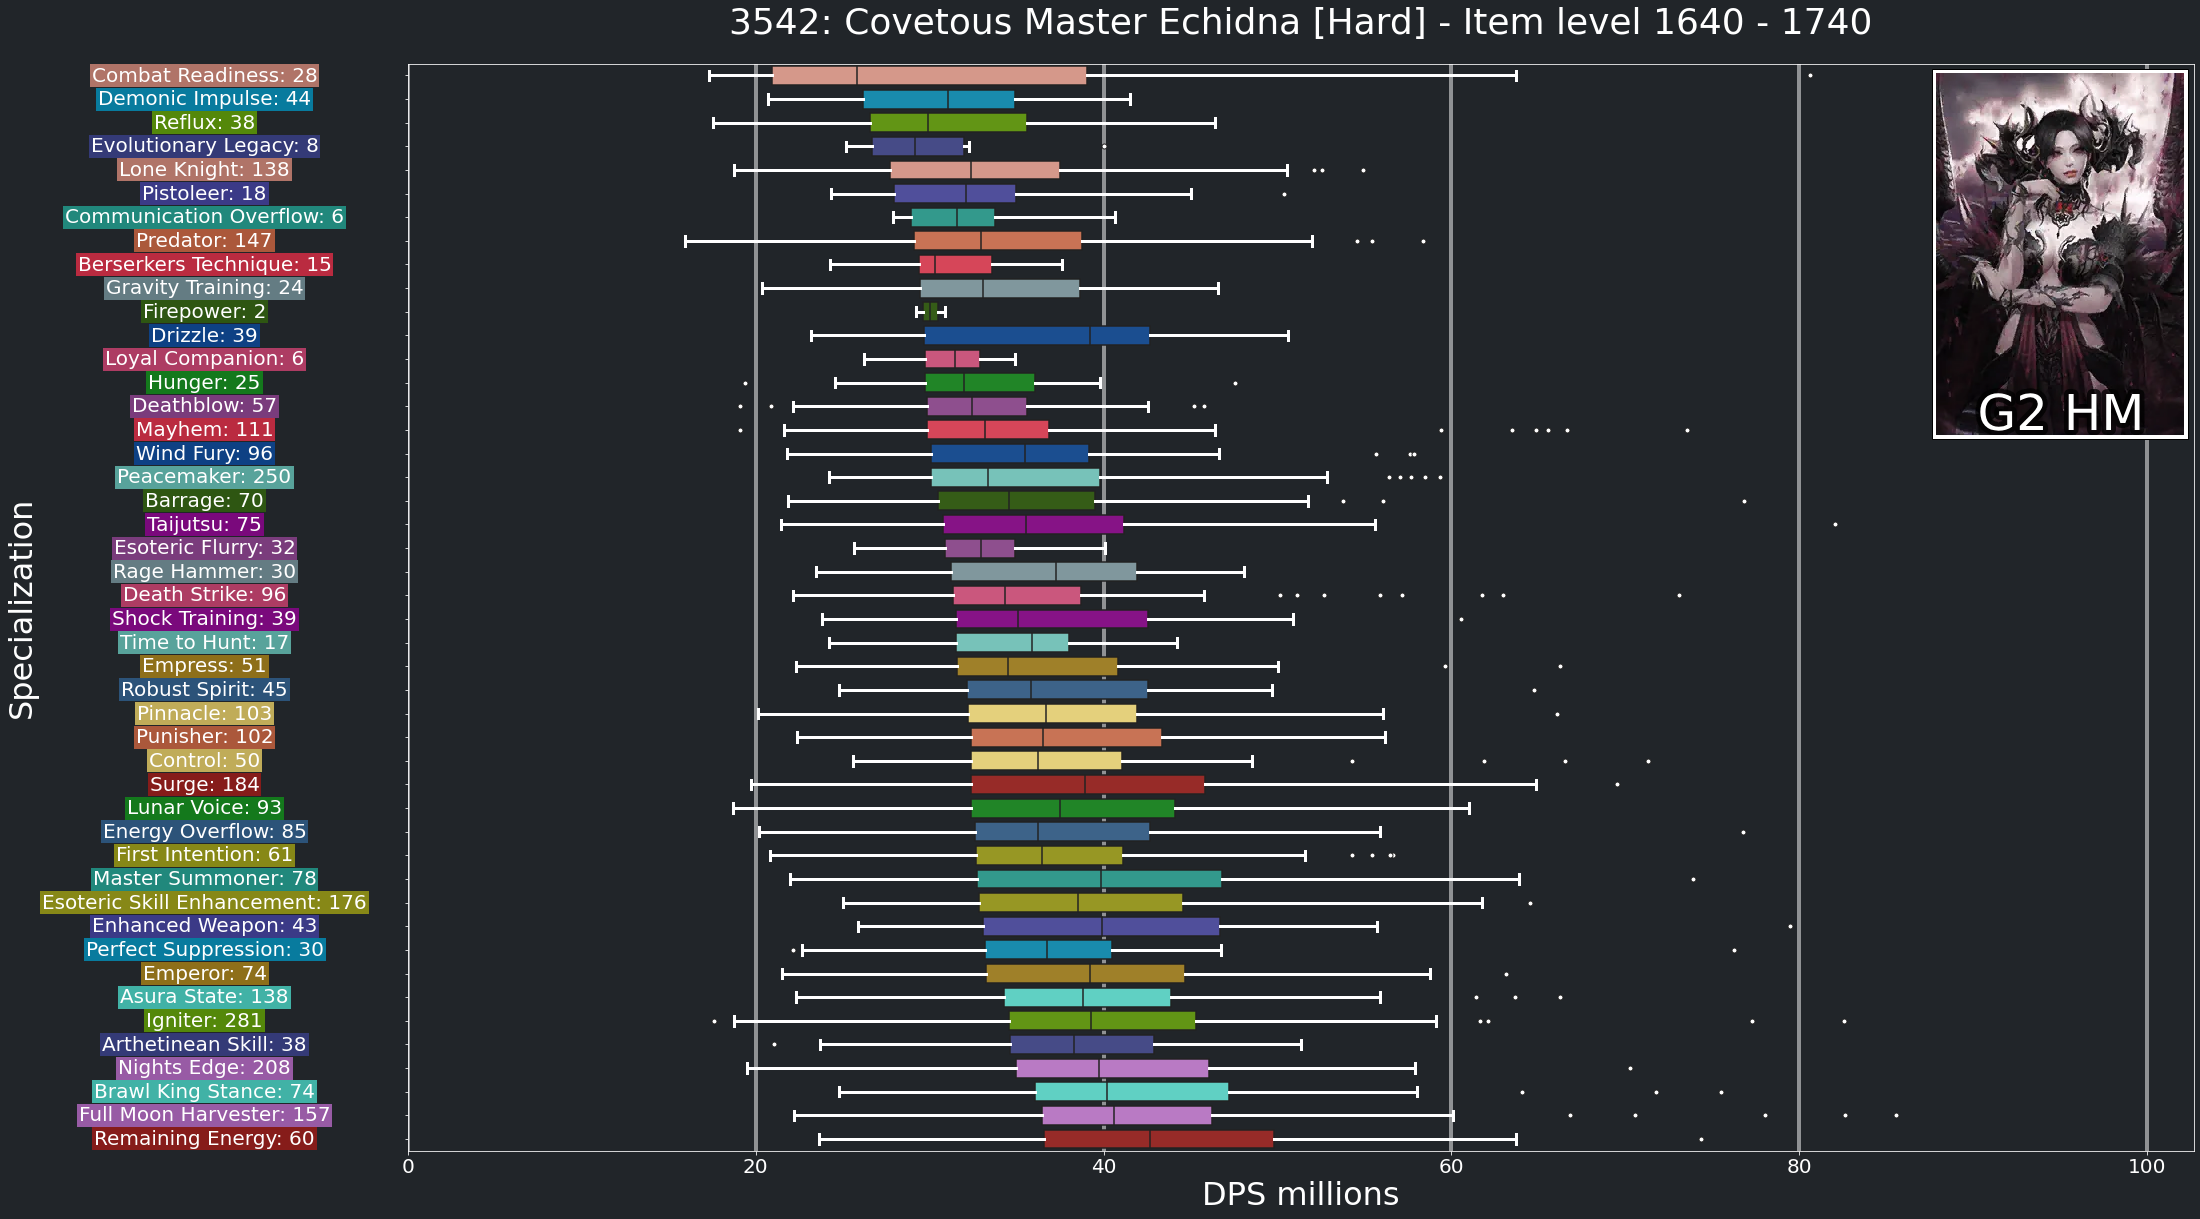 3542: Covetous Master Echidna [Hard] - Item level 1640 - 1740
Combat Readiness: 28
Demonic Impulse: 44
Reflux: 38
Evolutionary Legacy: 8
Lone Knight: 138
Pistoleer: 18
Communication Overflow: 6
Predator: 147
Berserkers Technique: 15
Gravity Training: 24
Firepower: 2
Drizzle: 39
Loyal Companion: 6
Hunger: 25
Deathblow: 57
Mayhem: 111
Wind Fury: 96
Peacemaker: 250
Barrage: 70
Taijutsu: 75
Esoteric Flurry: 32
Rage Hammer: 30
Death Strike: 96
Shock Training: 39
Time to Hunt: 17
Empress: 51
Robust Spirit: 45
Pinnacle: 103
Punisher: 102
Control: 50
Surge: 184
Lunar Voice: 93
Energy Overflow: 85
First Intention: 61
Master Summoner: 78
Esoteric Skill Enhancement: 176
Enhanced Weapon: 43
Perfect Suppression: 30
Emperor: 74
Asura State: 138
Igniter: 281
Arthetinean Skill: 38
Nights Edge: 208
Brawl King Stance: 74
Full Moon Harvester: 157
Remaining Energy: 60
Specialization
G2 HM
0 20 40 60 80 100
DPS millions